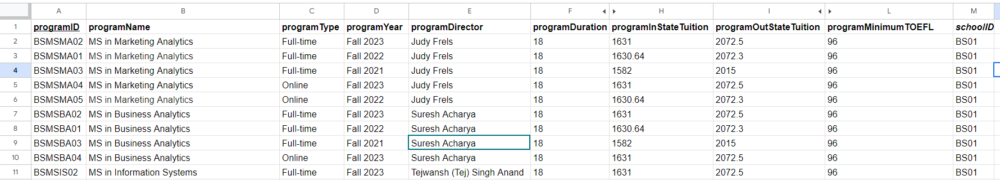 A B C D E F H I L M
1 programID programName programType programYear programDirector programDuration programInStateTuition programOutStateTuition programMinimumTOEFL schoolID
2 BSMSMA02 MS in Marketing Analytics Full-time Fall 2023 Judy Frels 18 1631 2072.5 96 BS01
3 BSMSMA01 MS in Marketing Analytics Full-time Fall 2022 Judy Frels 18 1630.64 2072.3 96 BS01
4 BSMSMA03 MS in Marketing Analytics Full-time Fall 2021 Judy Frels 18 1582 2015 96 BS01
5 BSMSMA04 MS in Marketing Analytics Online Fall 2023 Judy Frels 18 1631 2072.5 96 BS01
6 BSMSMA05 MS in Marketing Analytics Online Fall 2022 Judy Frels 18 1630.64 2072.3 96 BS01
7 BSMSBA02 MS in Business Analytics Full-time Fall 2023 Suresh Acharya 18 1631 2072.5 96 BS01
8 BSMSBA01 MS in Business Analytics Full-time Fall 2022 Suresh Acharya 18 1630.64 2072.3 96 BS01
9 BSMSBA03 MS in Business Analytics Full-time Fall 2021 Suresh Acharya 18 1582 2015 96 BS01
10 BSMSBA04 MS in Business Analytics Online Fall 2023 Suresh Acharya 18 1631 2072.5 96 BS01
11 BSMSIS02 MS in Information Systems Full-time Fall 2023 Tejwansh (Tej) Singh Anand 18 1631 2072.5 96 BS01